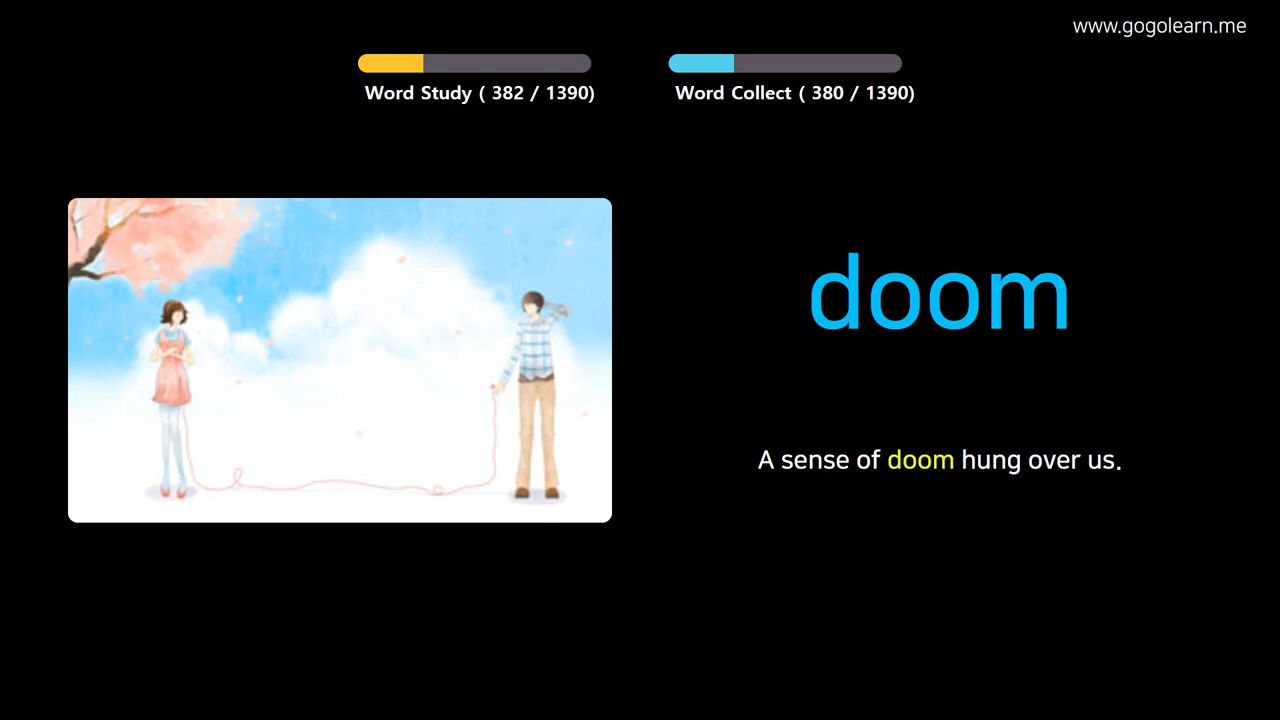 www.gogolearn.me
Word Study ( 382 / 1390)
Word Collect ( 380 / 1390)
doom
A sense of doom hung over us.